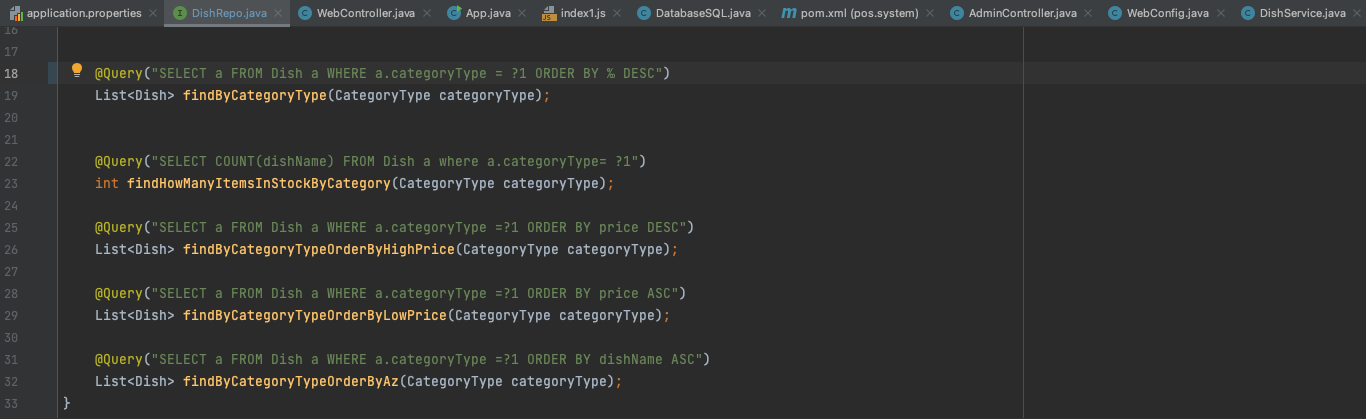 application.properties DishRepo.java WebController.java App.java index1.js DatabaseSQL.java pom.xml (pos.system) AdminController.java WebConfig.java DishService.java
16
17
18 @Query("SELECT a FROM Dish a WHERE a.categoryType = ?1 ORDER BY % DESC")
19 List<Dish> findByCategoryType(CategoryType categoryType);
20
21
22 @Query("SELECT COUNT(dishName) FROM Dish a where a.categoryType= ?1")
23 int findHowManyItemsInStockByCategory(CategoryType categoryType);
24
25 @Query("SELECT a FROM Dish a WHERE a.categoryType =?1 ORDER BY price DESC")
26 List<Dish> findByCategoryTypeOrderByHighPrice(CategoryType categoryType);
27
28 @Query("SELECT a FROM Dish a WHERE a.categoryType =?1 ORDER BY price ASC")
29 List<Dish> findByCategoryTypeOrderByLowPrice(CategoryType categoryType);
30
31 @Query("SELECT a FROM Dish a WHERE a.categoryType =?1 ORDER BY dishName ASC")
32 List<Dish> findByCategoryTypeOrderByAz(CategoryType categoryType);
33 }